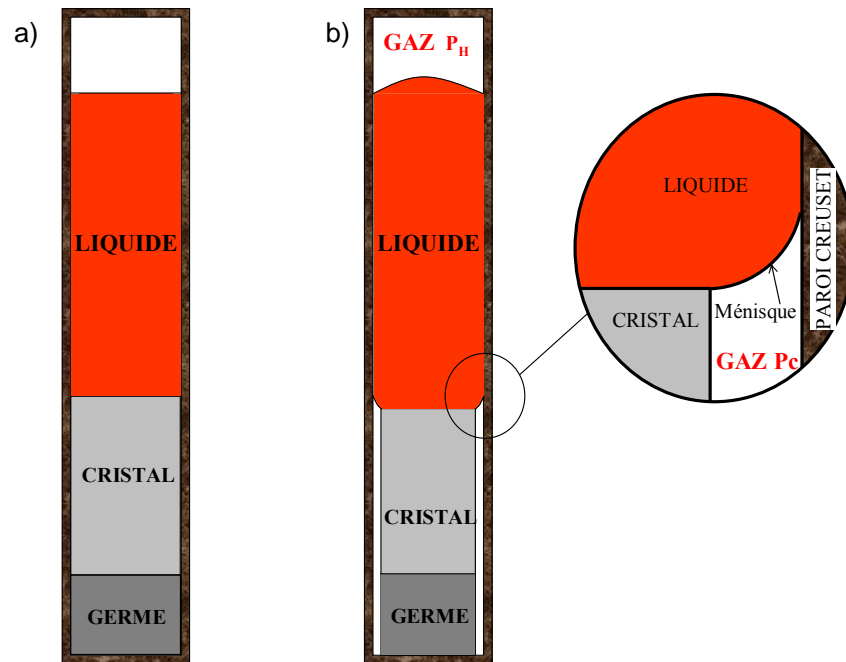 a)
LIQUIDE
CRISTAL
GERME
b)
GAZ P_H
LIQUIDE
CRISTAL
GERME
LIQUIDE
CRISTAL
Ménisque
GAZ Pc
PAROI CREUSET